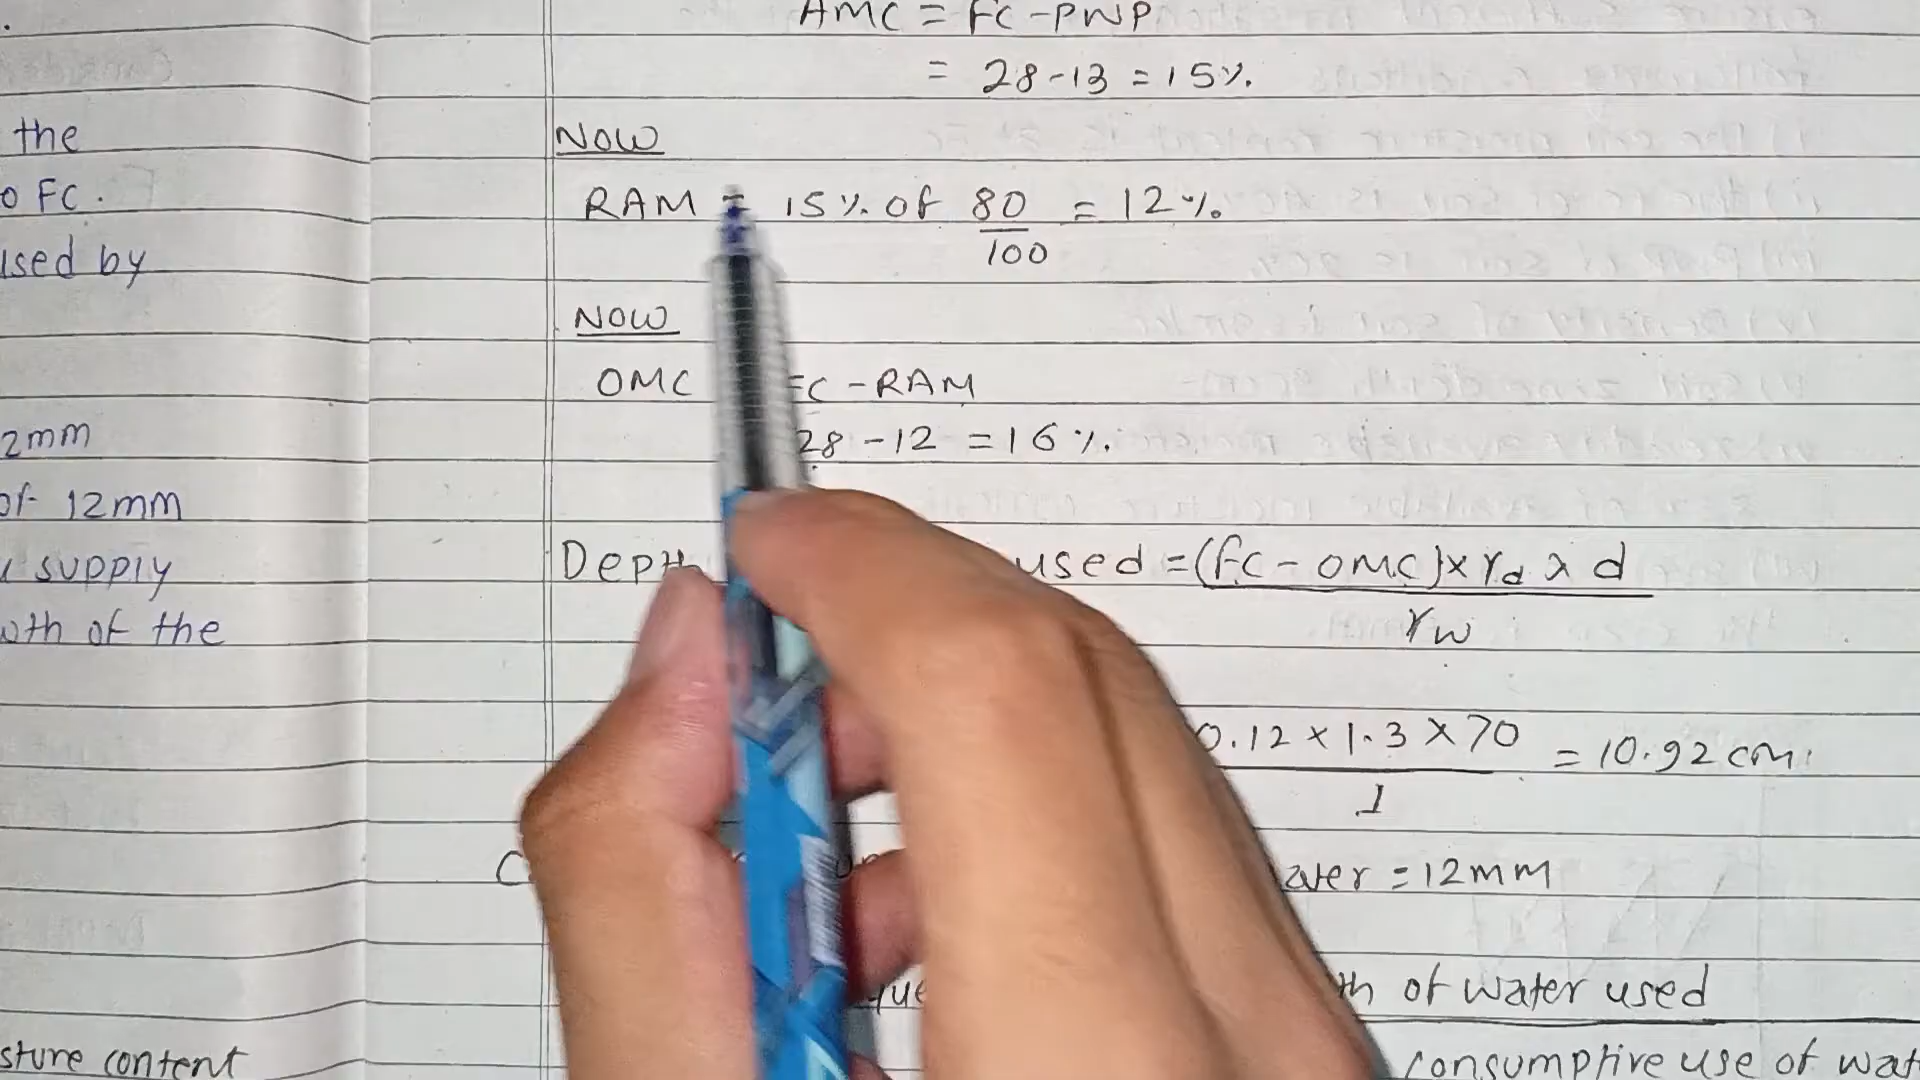 the
o FC.
used by
2mm
of 12mm
supply
wth of the
sture content
AMC = FC-PWP
= 28-13 = 15%.
NOW
RAM = 15% of 80/100 = 12%.
NOW
OMC FC-RAM
28-12 = 16%.
Depth used = (FC-OMC)×γd×d
γw
0.12×1.3×70 = 10.92 cm.
1
ater = 12mm
que th of water used
consumptive use of wat